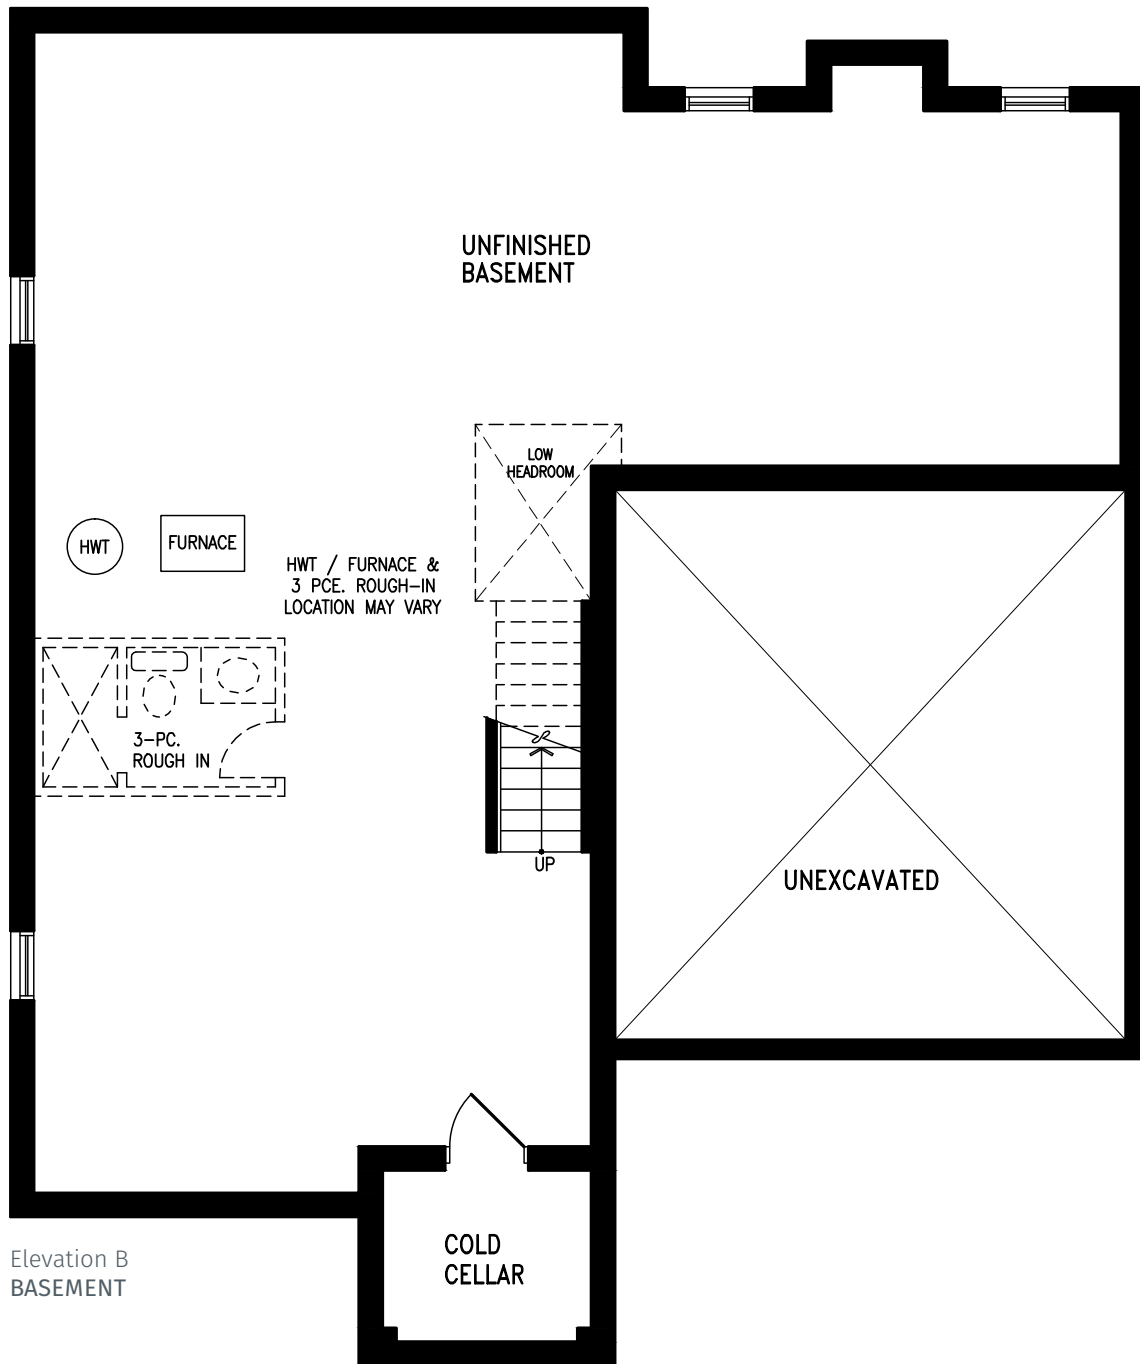 UNFINISHED
BASEMENT
LOW
HEADROOM
HWT
FURNACE
HWT / FURNACE &
3 PCE. ROUGH-IN
LOCATION MAY VARY
3-PC.
ROUGH IN
UP
UNEXCAVATED
COLD
CELLAR
Elevation B
BASEMENT